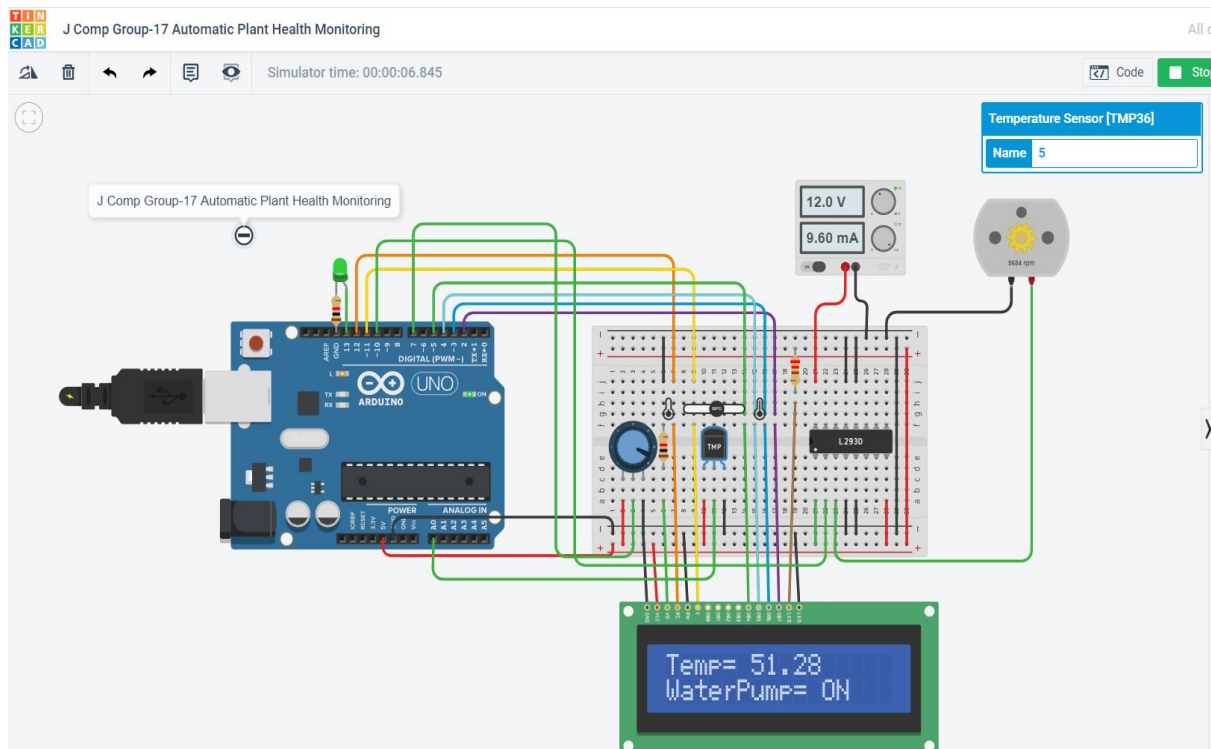 TIN
KER
CAD
J Comp Group-17 Automatic Plant Health Monitoring
All
Simulator time: 00:00:06.845
Code
Stop
Temperature Sensor [TMP36]
Name 5
J Comp Group-17 Automatic Plant Health Monitoring
12.0 V
9.60 mA
9684 rpm
AREF
GND
13
12
~11
~10
~9
8
7
~6
~5
4
~3
2
TX→1
RX←0
DIGITAL (PWM~)
L
TX
RX
UNO
ON
ARDUINO
TMP
L293D
POWER
ANALOG IN
IOREF
RESET
3.3V
5V
GND
Vin
A0
A1
A2
A3
A4
A5
Temp= 51.28
WaterPump= ON